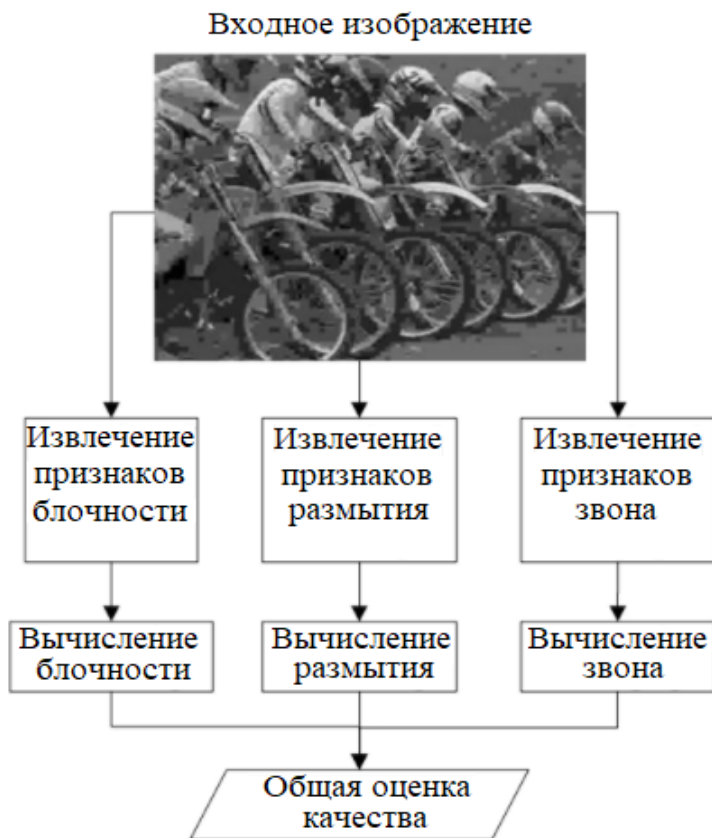 Входное изображение
Извлечение
признаков
блочности
Извлечение
признаков
размытия
Извлечение
признаков
звона
Вычисление
блочности
Вычисление
размытия
Вычисление
звона
Общая оценка
качества